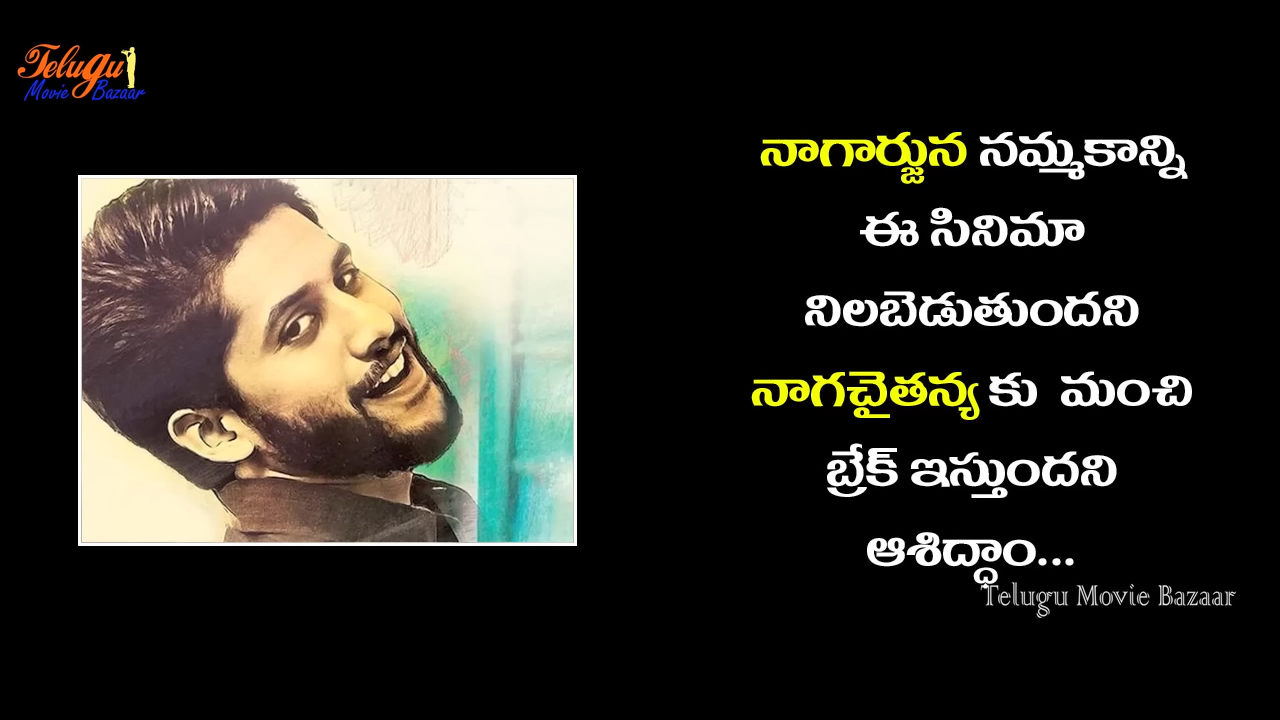 Telugu
Movie Bazaar
నాగార్జున నమ్మకాన్ని
ఈ సినిమా
నిలబెడుతుందని
నాగచైతన్య కు మంచి
బ్రేక్ ఇస్తుందని
ఆశిద్ధాం...
Telugu Movie Bazaar